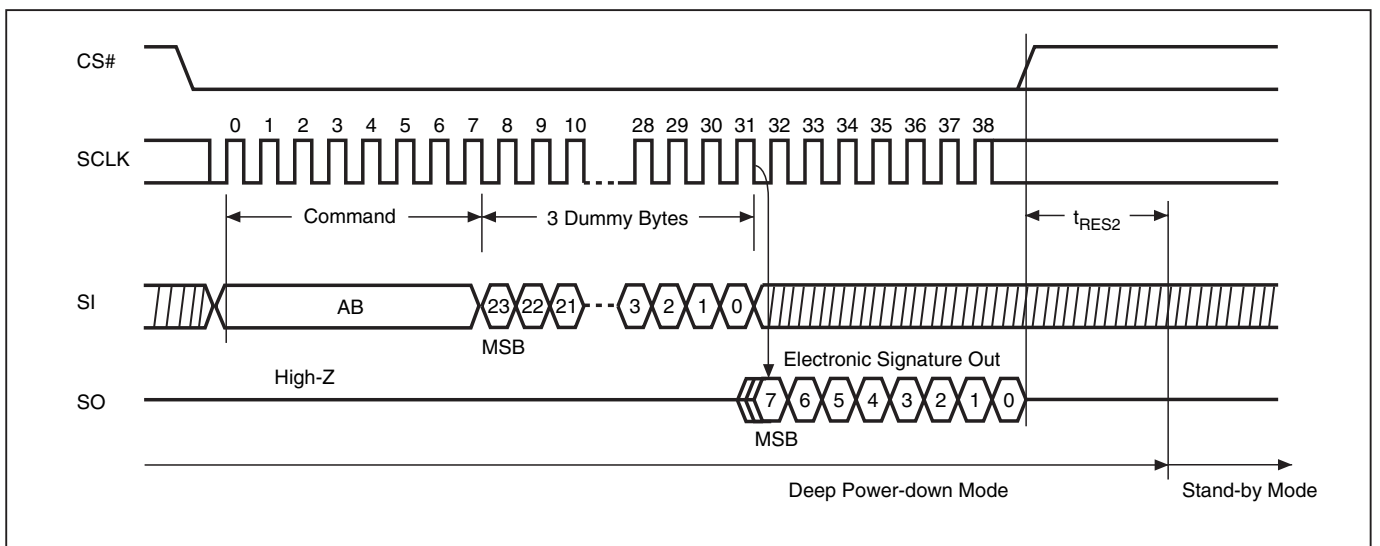 CS#
0 1 2 3 4 5 6 7 8 9 10 28 29 30 31 32 33 34 35 36 37 38
SCLK
Command 3 Dummy Bytes tRES2
SI AB 23 22 21 3 2 1 0
MSB
Electronic Signature Out
High-Z
SO 7 6 5 4 3 2 1 0
MSB
Deep Power-down Mode Stand-by Mode